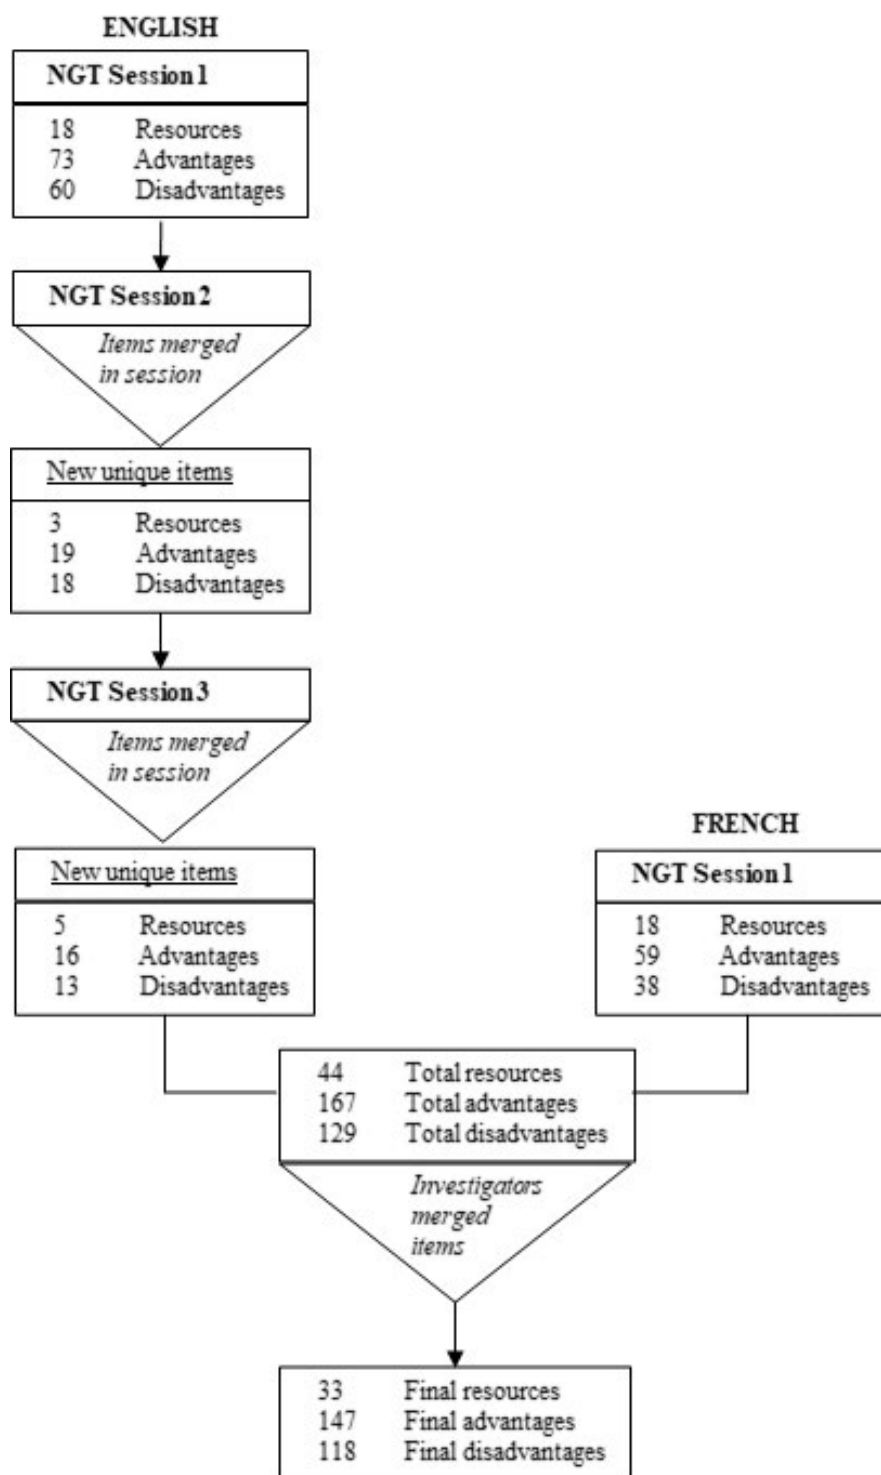 ENGLISH
NGT Session 1
18 Resources
73 Advantages
60 Disadvantages
NGT Session 2
Items merged
in session
New unique items
3 Resources
19 Advantages
18 Disadvantages
NGT Session 3
Items merged
in session
New unique items
5 Resources
16 Advantages
13 Disadvantages
FRENCH
NGT Session 1
18 Resources
59 Advantages
38 Disadvantages
44 Total resources
167 Total advantages
129 Total disadvantages
Investigators
merged
items
33 Final resources
147 Final advantages
118 Final disadvantages